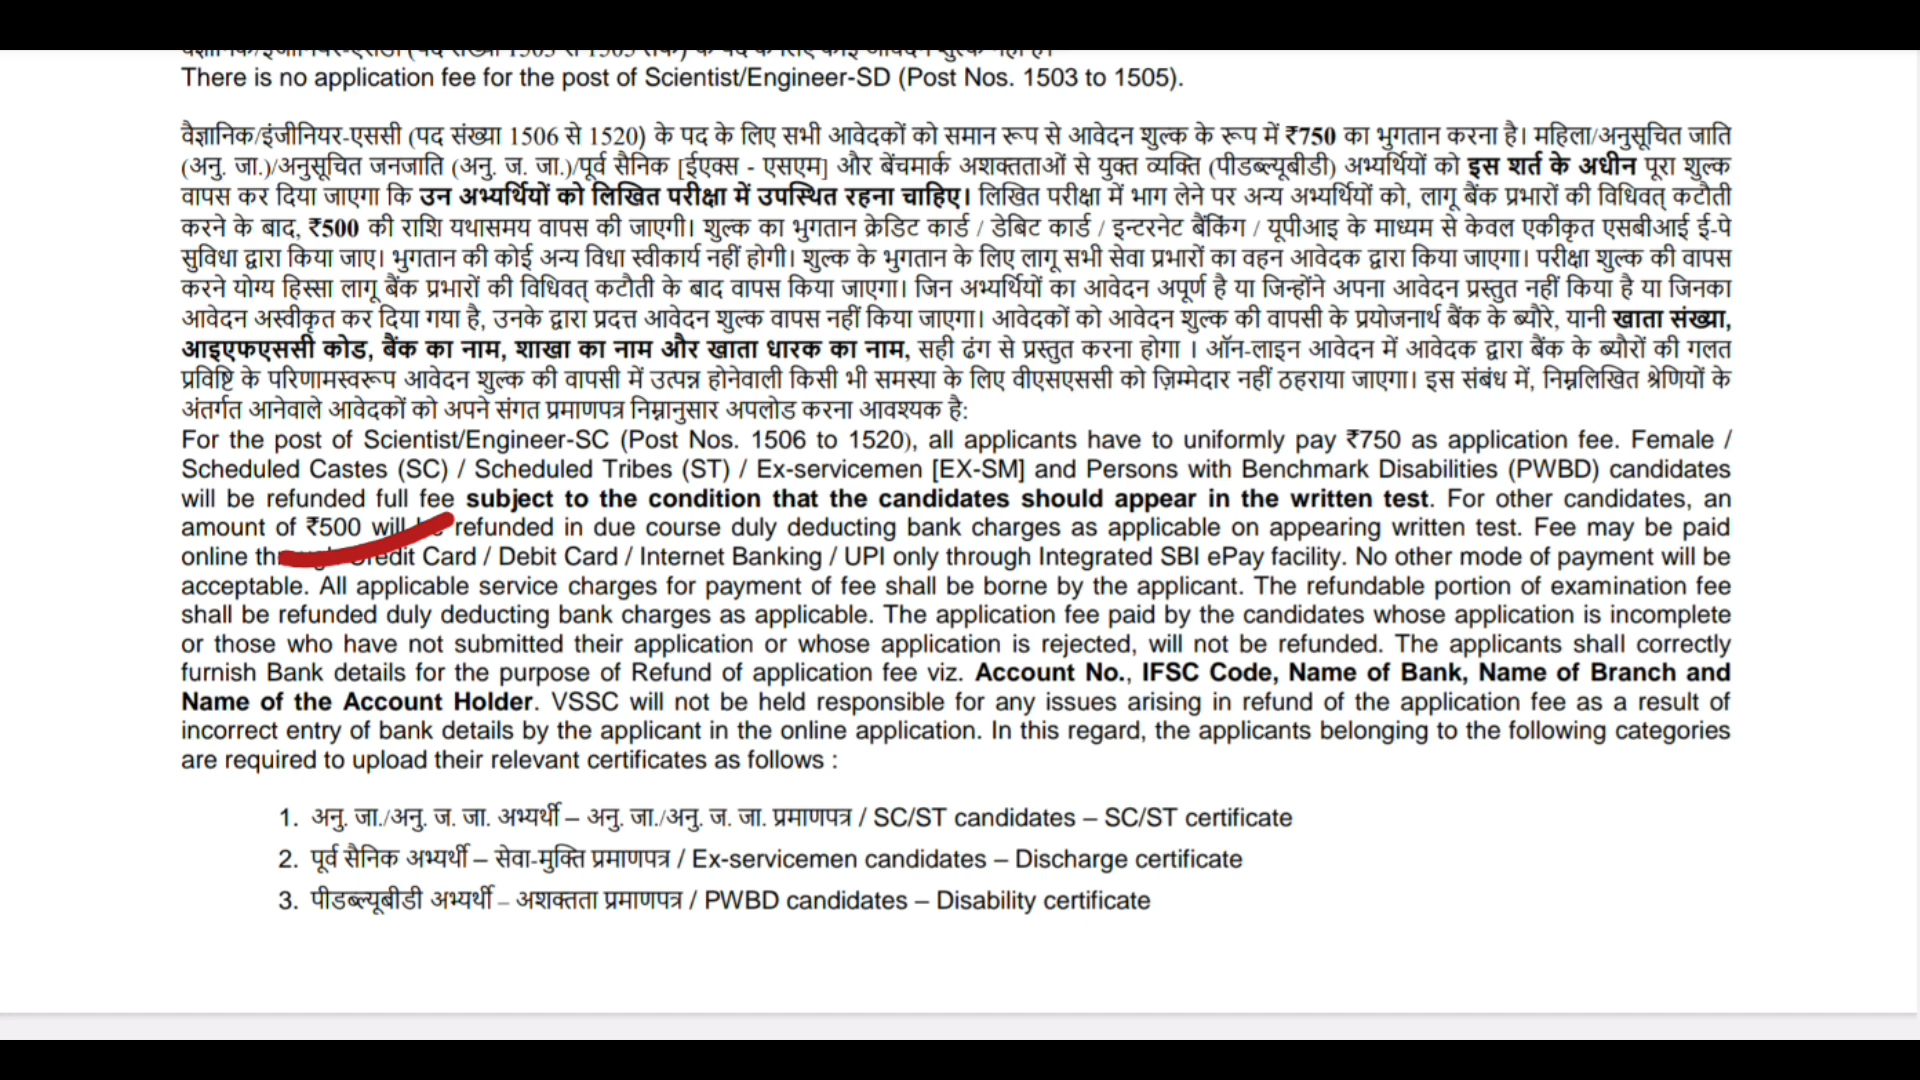 There is no application fee for the post of Scientist/Engineer-SD (Post Nos. 1503 to 1505).
वैज्ञानिक/इंजीनियर-एससी (पद संख्या 1506 से 1520) के पद के लिए सभी आवेदकों को समान रूप से आवेदन शुल्क के रूप में ₹750 का भुगतान करना है। महिला/अनुसूचित जाति
(अनु. जा.)/अनुसूचित जनजाति (अनु. ज. जा.)/पूर्व सैनिक [ईएक्स - एसएम] और बेंचमार्क अशक्तताओं से युक्त व्यक्ति (पीडब्ल्यूबीडी) अभ्यर्थियों को इस शर्त के अधीन पूरा शुल्क
वापस कर दिया जाएगा कि उन अभ्यर्थियों को लिखित परीक्षा में उपस्थित रहना चाहिए। लिखित परीक्षा में भाग लेने पर अन्य अभ्यर्थियों को, लागू बैंक प्रभारों की विधिवत् कटौती
करने के बाद, ₹500 की राशि यथासमय वापस की जाएगी। शुल्क का भुगतान क्रेडिट कार्ड / डेबिट कार्ड / इन्टरनेट बैंकिंग / यूपीआइ के माध्यम से केवल एकीकृत एसबीआई ई-पे
सुविधा द्वारा किया जाए। भुगतान की कोई अन्य विधा स्वीकार्य नहीं होगी। शुल्क के भुगतान के लिए लागू सभी सेवा प्रभारों का वहन आवेदक द्वारा किया जाएगा। परीक्षा शुल्क की वापस
करने योग्य हिस्सा लागू बैंक प्रभारों की विधिवत् कटौती के बाद वापस किया जाएगा। जिन अभ्यर्थियों का आवेदन अपूर्ण है या जिन्होंने अपना आवेदन प्रस्तुत नहीं किया है या जिनका
आवेदन अस्वीकृत कर दिया गया है, उनके द्वारा प्रदत्त आवेदन शुल्क वापस नहीं किया जाएगा। आवेदकों को आवेदन शुल्क की वापसी के प्रयोजनार्थ बैंक के ब्यौरे, यानी खाता संख्या,
आइएफएससी कोड, बैंक का नाम, शाखा का नाम और खाता धारक का नाम, सही ढंग से प्रस्तुत करना होगा । ऑन-लाइन आवेदन में आवेदक द्वारा बैंक के ब्यौरों की गलत
प्रविष्टि के परिणामस्वरूप आवेदन शुल्क की वापसी में उत्पन्न होनेवाली किसी भी समस्या के लिए वीएसएससी को ज़िम्मेदार नहीं ठहराया जाएगा। इस संबंध में, निम्नलिखित श्रेणियों के
अंतर्गत आनेवाले आवेदकों को अपने संगत प्रमाणपत्र निम्नानुसार अपलोड करना आवश्यक है:
For the post of Scientist/Engineer-SC (Post Nos. 1506 to 1520), all applicants have to uniformly pay ₹750 as application fee. Female /
Scheduled Castes (SC) / Scheduled Tribes (ST) / Ex-servicemen [EX-SM] and Persons with Benchmark Disabilities (PWBD) candidates
will be refunded full fee subject to the condition that the candidates should appear in the written test. For other candidates, an
amount of ₹500 will refunded in due course duly deducting bank charges as applicable on appearing written test. Fee may be paid
online Card / Debit Card / Internet Banking / UPI only through Integrated SBI ePay facility. No other mode of payment will be
acceptable. All applicable service charges for payment of fee shall be borne by the applicant. The refundable portion of examination fee
shall be refunded duly deducting bank charges as applicable. The application fee paid by the candidates whose application is incomplete
or those who have not submitted their application or whose application is rejected, will not be refunded. The applicants shall correctly
furnish Bank details for the purpose of Refund of application fee viz. Account No., IFSC Code, Name of Bank, Name of Branch and
Name of the Account Holder. VSSC will not be held responsible for any issues arising in refund of the application fee as a result of
incorrect entry of bank details by the applicant in the online application. In this regard, the applicants belonging to the following categories
are required to upload their relevant certificates as follows :
1. अनु. जा./अनु. ज. जा. अभ्यर्थी – अनु. जा./अनु. ज. जा. प्रमाणपत्र / SC/ST candidates – SC/ST certificate
2. पूर्व सैनिक अभ्यर्थी – सेवा-मुक्ति प्रमाणपत्र / Ex-servicemen candidates – Discharge certificate
3. पीडब्ल्यूबीडी अभ्यर्थी – अशक्तता प्रमाणपत्र / PWBD candidates – Disability certificate